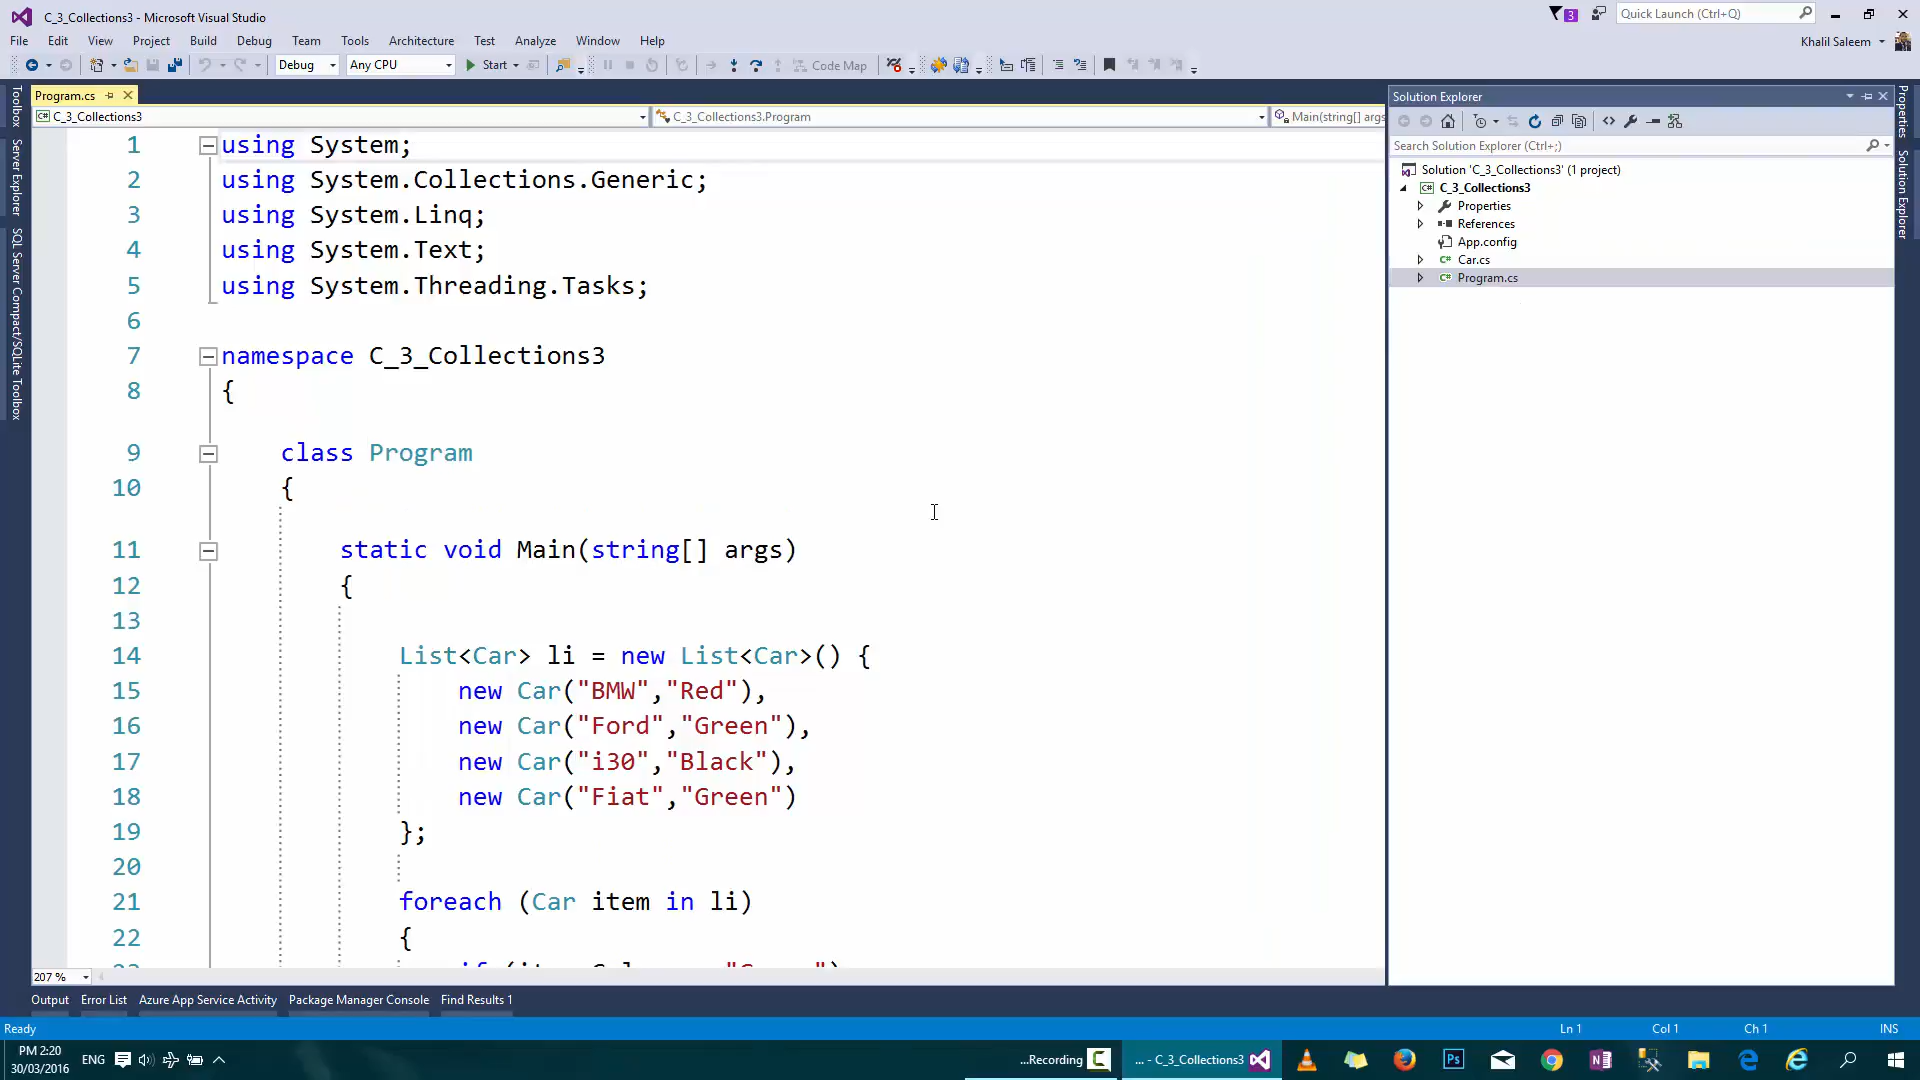 C_3_Collections3 - Microsoft Visual Studio
3
Quick Launch (Ctrl+Q)
File Edit View Project Build Debug Team Tools Architecture Test Analyze Window Help
Khalil Saleem
Debug Any CPU Start Code Map
Program.cs
C_3_Collections3 C_3_Collections3.Program Main(string[] args
Toolbox
Server Explorer
SQL Server Compact/SQLite Toolbox
1 using System;
2 using System.Collections.Generic;
3 using System.Linq;
4 using System.Text;
5 using System.Threading.Tasks;
6
7 namespace C_3_Collections3
8 {
9 class Program
10 {
11 static void Main(string[] args)
12 {
13
14 List<Car> li = new List<Car>() {
15 new Car("BMW","Red"),
16 new Car("Ford","Green"),
17 new Car("i30","Black"),
18 new Car("Fiat","Green")
19 };
20
21 foreach (Car item in li)
22 {
207 %
Solution Explorer
Search Solution Explorer (Ctrl+;)
Solution 'C_3_Collections3' (1 project)
C_3_Collections3
Properties
References
App.config
Car.cs
Program.cs
Properties
Solution Explorer
Output Error List Azure App Service Activity Package Manager Console Find Results 1
Ready Ln 1 Col 1 Ch 1 INS
PM 2:20
30/03/2016
ENG
...Recording
... - C_3_Collections3